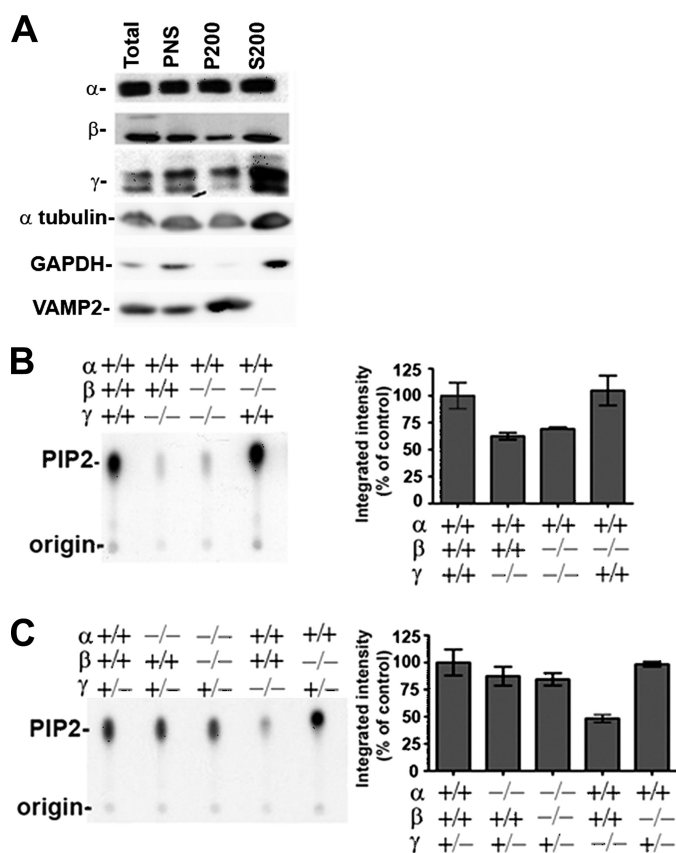 A
Total PNS P200 S200
α-
β-
γ-
α tubulin-
GAPDH-
VAMP2-
B
α +/+ +/+ +/+ +/+
β +/+ +/+ −/− −/−
γ +/+ −/− −/− +/+
PIP2-
origin-
Integrated intensity
(% of control)
125
100
75
50
25
0
α +/+ +/+ +/+ +/+
β +/+ +/+ −/− −/−
γ +/+ −/− −/− +/+
C
α +/+ −/− −/− +/+ +/+
β +/+ +/+ −/− +/+ −/−
γ +/− +/− +/− −/− +/−
PIP2-
origin-
Integrated intensity
(% of control)
125
100
75
50
25
0
α +/+ −/− −/− +/+ +/+
β +/+ +/+ −/− +/+ −/−
γ +/− +/− +/− −/− +/−